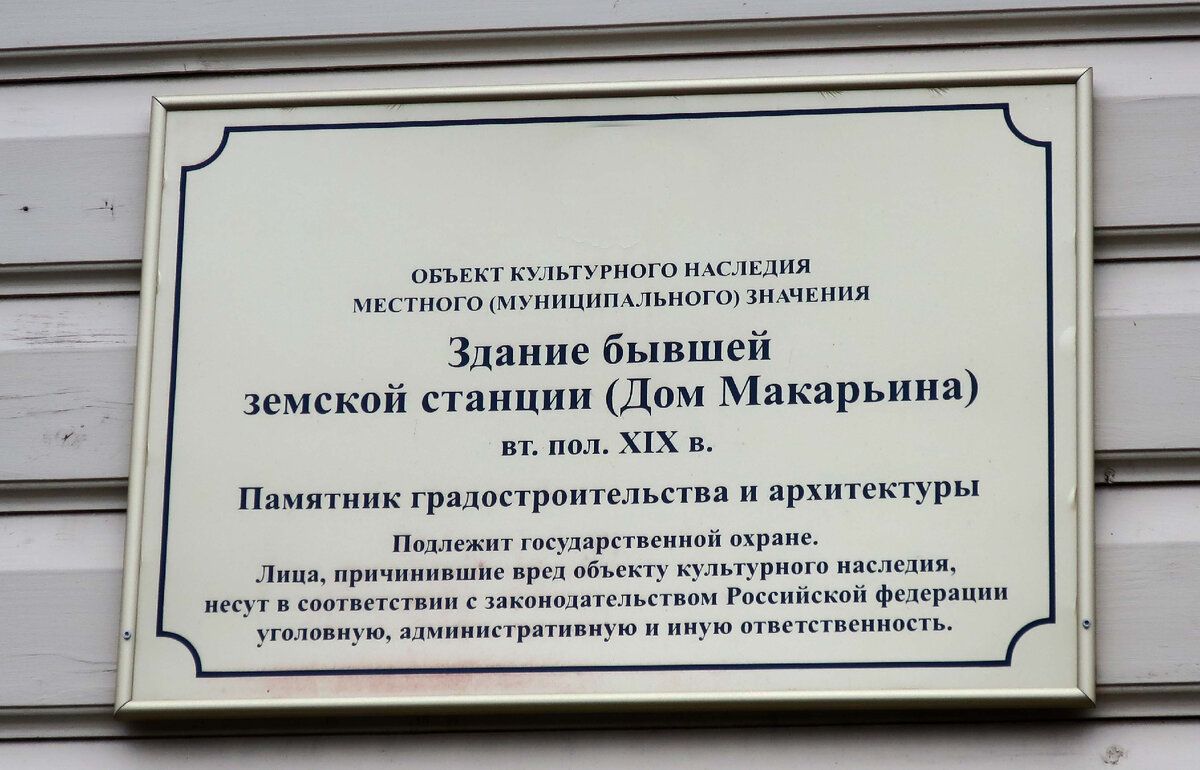 ОБЪЕКТ КУЛЬТУРНОГО НАСЛЕДИЯ
МЕСТНОГО (МУНИЦИПАЛЬНОГО) ЗНАЧЕНИЯ
Здание бывшей
земской станции (Дом Макарьина)
вт. пол. XIX в.
Памятник градостроительства и архитектуры
Подлежит государственной охране.
Лица, причинившие вред объекту культурного наследия,
несут в соответствии с законодательством Российской федерации
уголовную, административную и иную ответственность.